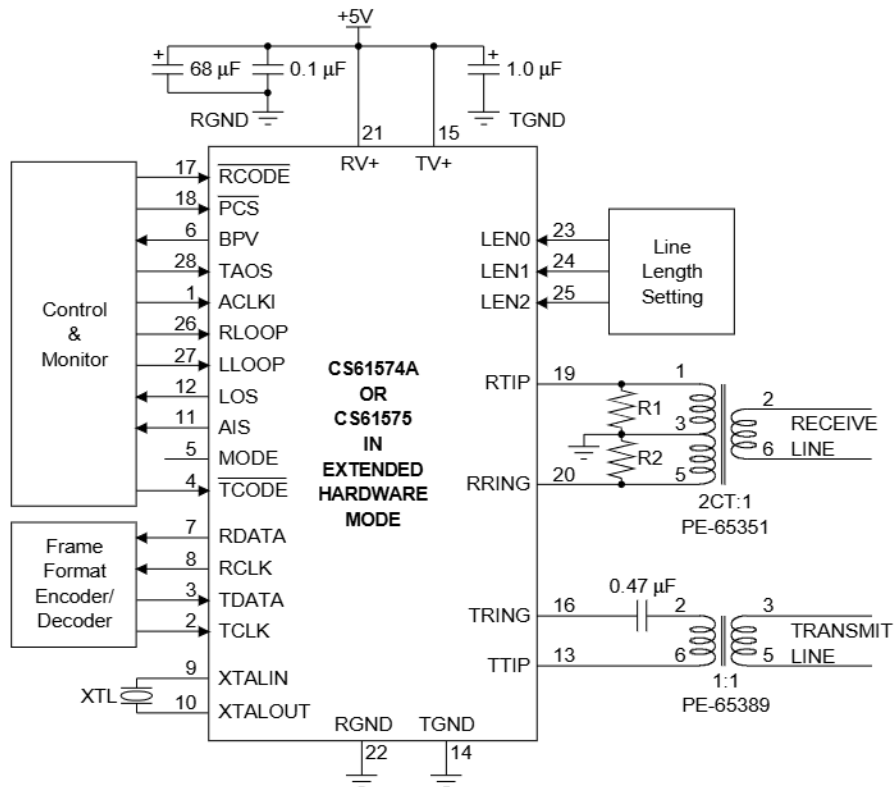 +5V
+
68 μF
0.1 μF
+
1.0 μF
RGND
TGND
21
15
RV+
TV+
Control
&
Monitor
17
RCODE
18
PCS
6
BPV
28
TAOS
1
ACLKI
26
RLOOP
27
LLOOP
12
LOS
11
AIS
5
MODE
4
TCODE
Frame
Format
Encoder/
Decoder
7
RDATA
8
RCLK
3
TDATA
2
TCLK
XTL
9
XTALIN
10
XTALOUT
CS61574A
OR
CS61575
IN
EXTENDED
HARDWARE
MODE
RGND
TGND
22
14
LEN0
23
LEN1
24
LEN2
25
Line
Length
Setting
RTIP
19
R1
R2
RRING
20
1
3
5
2
6
RECEIVE
LINE
2CT:1
PE-65351
TRING
16
0.47 μF
TTIP
13
2
6
3
5
TRANSMIT
LINE
1:1
PE-65389